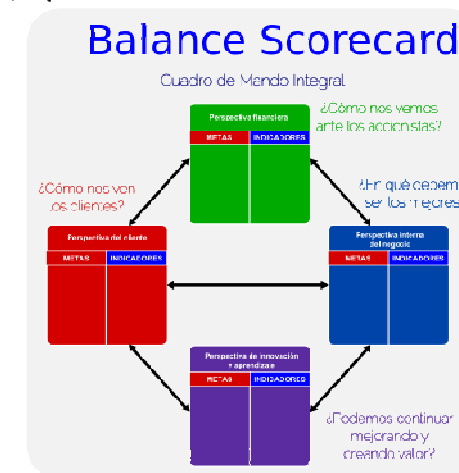 Balance Scorecard
Cuadro de Mando Integral
Perspectiva financiera
METAS INDICADORES
¿Cómo nos vemos
ante los accionistas?
¿Cómo nos ven
los clientes?
Perspectiva del cliente
METAS INDICADORES
¿En qué debem
ser los mejores
Perspectiva interna
del negocio
METAS INDICADORES
Perspectiva de innovación
y aprendizaje
METAS INDICADORES
¿Podemos continuar
mejorando y
creando valor?